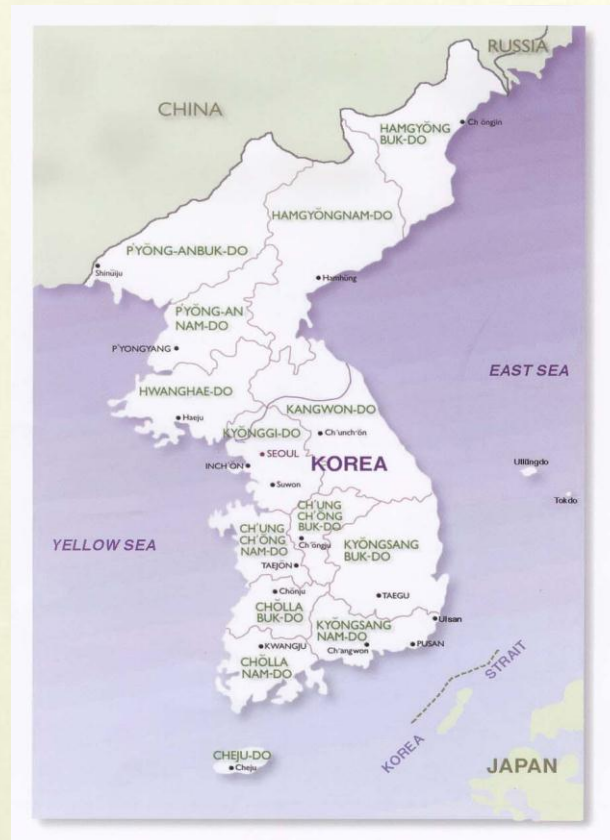 RUSSIA
CHINA
Ch ŏngjin
HAMGYŎNG
BUK-DO
HAMGYŎNGNAM-DO
P'YŎNG-ANBUK-DO
Shinŭiju
Hamhŭng
P'YŎNG-AN
NAM-DO
P'YONGYANG
EAST SEA
HWANGHAE-DO
KANGWON-DO
Haeju
KYŎNGGI-DO
Ch'unch'ŏn
SEOUL
KOREA
INCH ŎN
Ullŭngdo
Suwon
Tokdo
CH'UNG
CH'ŎNG
BUK-DO
CH'UNG
CH'ŎNG
NAM-DO
Ch'ŏngju
YELLOW SEA
KYŎNGSANG
BUK-DO
TAEJŎN
Chŏnju
TAEGU
CHŎLLA
BUK-DO
Ulsan
KYŎNGSANG
NAM-DO
KWANGJU
Ch'angwon
PUSAN
CHŎLLA
NAM-DO
KOREA STRAIT
CHEJU-DO
Cheju
JAPAN